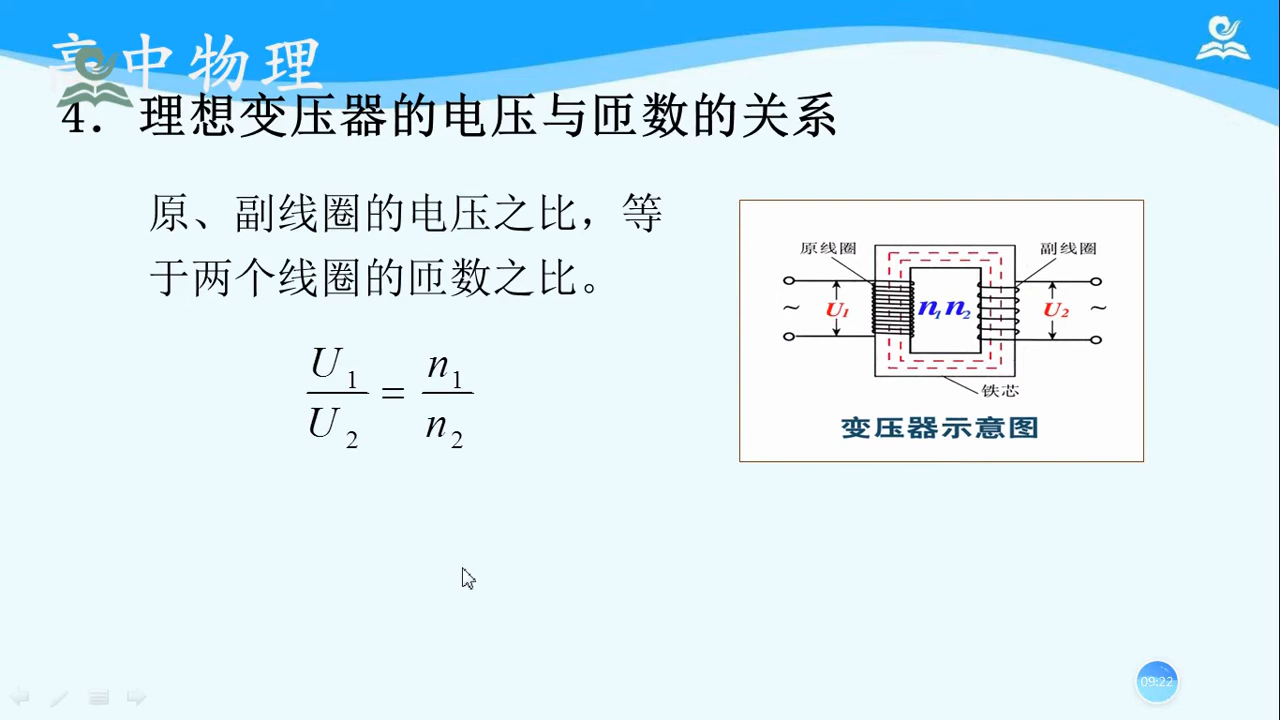 高中物理
4. 理想变压器的电压与匝数的关系
原、副线圈的电压之比，等
于两个线圈的匝数之比。
U1/U2 = n1/n2
原线圈
副线圈
~ U1 n1 n2 U2 ~
铁芯
变压器示意图
09:22